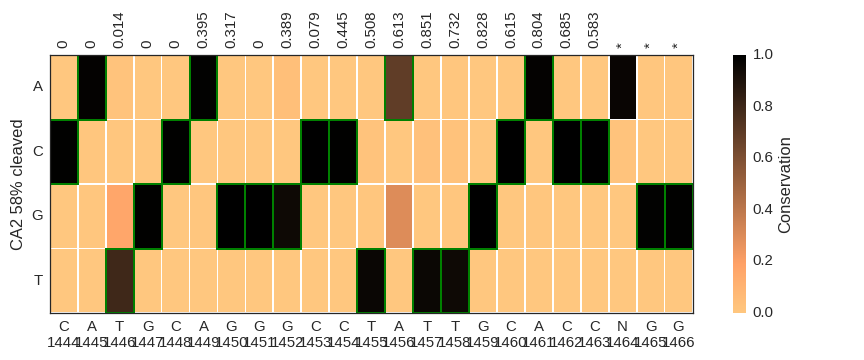 0 0 0.014 0 0 0.395 0.317 0 0.389 0.079 0.445 0.508 0.613 0.851 0.732 0.828 0.615 0.804 0.685 0.583 * * *
CA2 58% cleaved
A
C
G
T
C A T G C A G G G C C T A T T G C A C C N G G
1444 1445 1446 1447 1448 1449 1450 1451 1452 1453 1454 1455 1456 1457 1458 1459 1460 1461 1462 1463 1464 1465 1466
1.0
0.8
0.6
0.4
0.2
0.0
Conservation